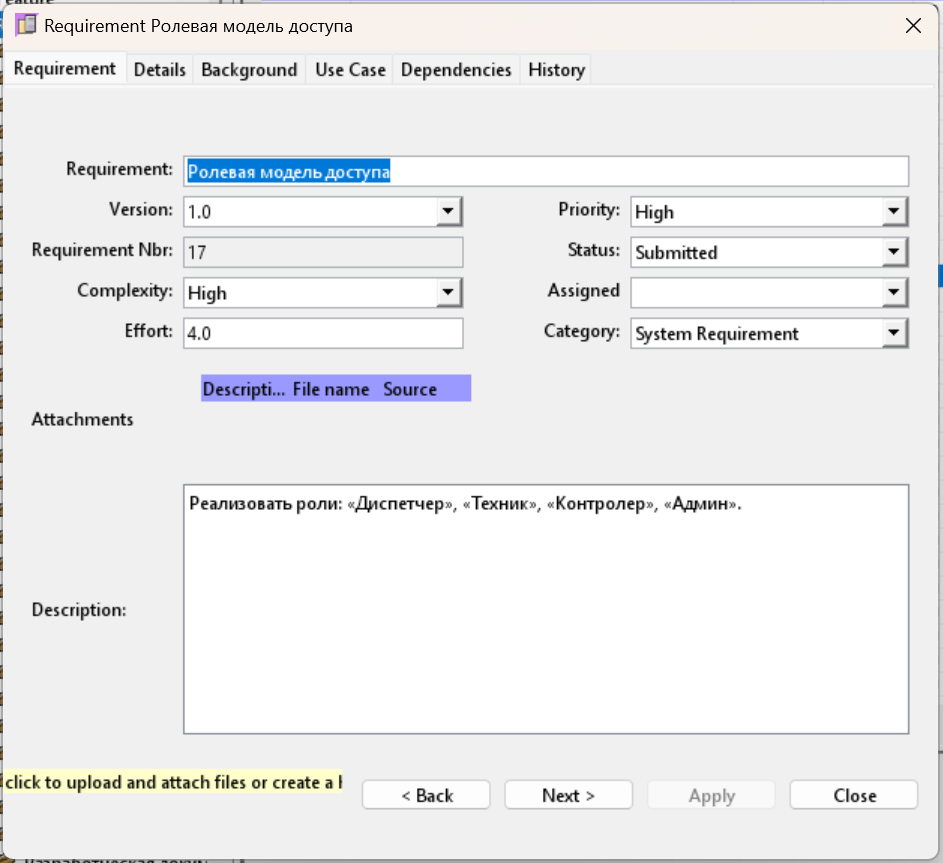 Requirement Ролевая модель доступа
Requirement Details Background Use Case Dependencies History
Requirement: Ролевая модель доступа
Version: 1.0 Priority: High
Requirement Nbr: 17 Status: Submitted
Complexity: High Assigned
Effort: 4.0 Category: System Requirement
Descripti... File name Source
Attachments
Реализовать роли: «Диспетчер», «Техник», «Контролер», «Админ».
Description:
click to upload and attach files or create a
< Back Next > Apply Close